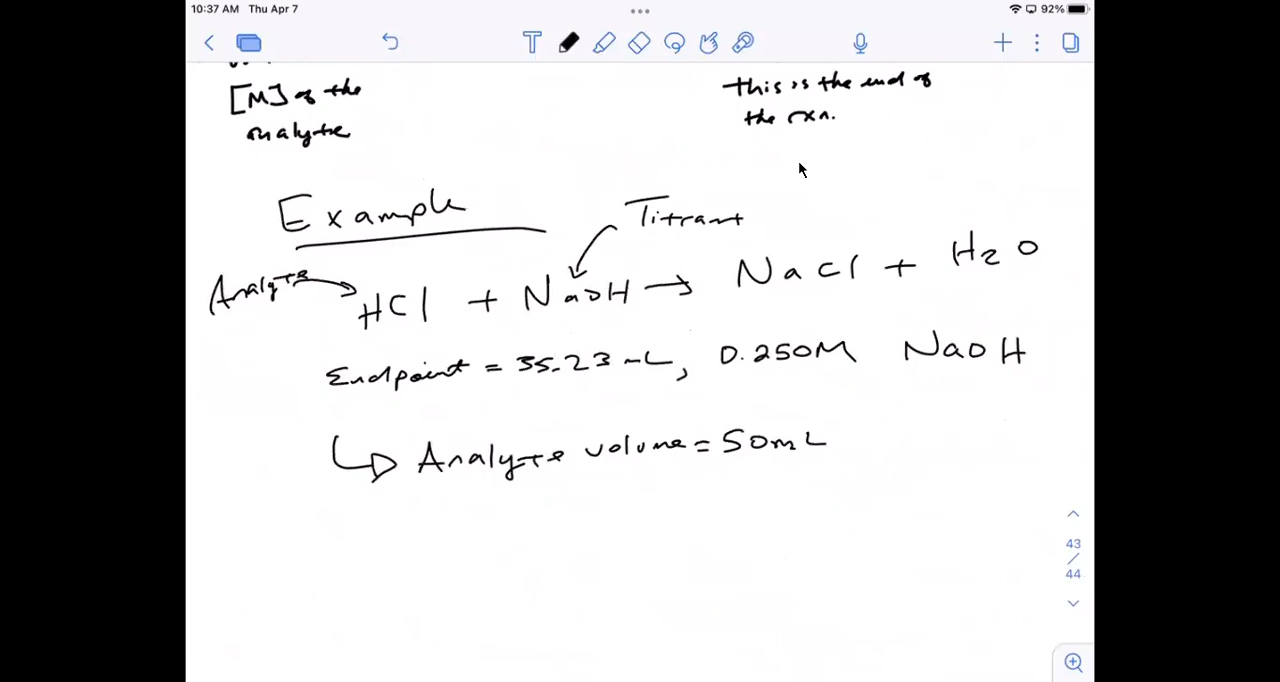 10:37 AM Thu Apr 7
92%
T
[M] of the
analyte
this is the end of
the rxn.
Example
Titrant
Analyte
HCl + NaOH → NaCl + H2O
Endpoint = 35.23 mL, 0.250M NaOH
Analyte volume = 50mL
43
/
44